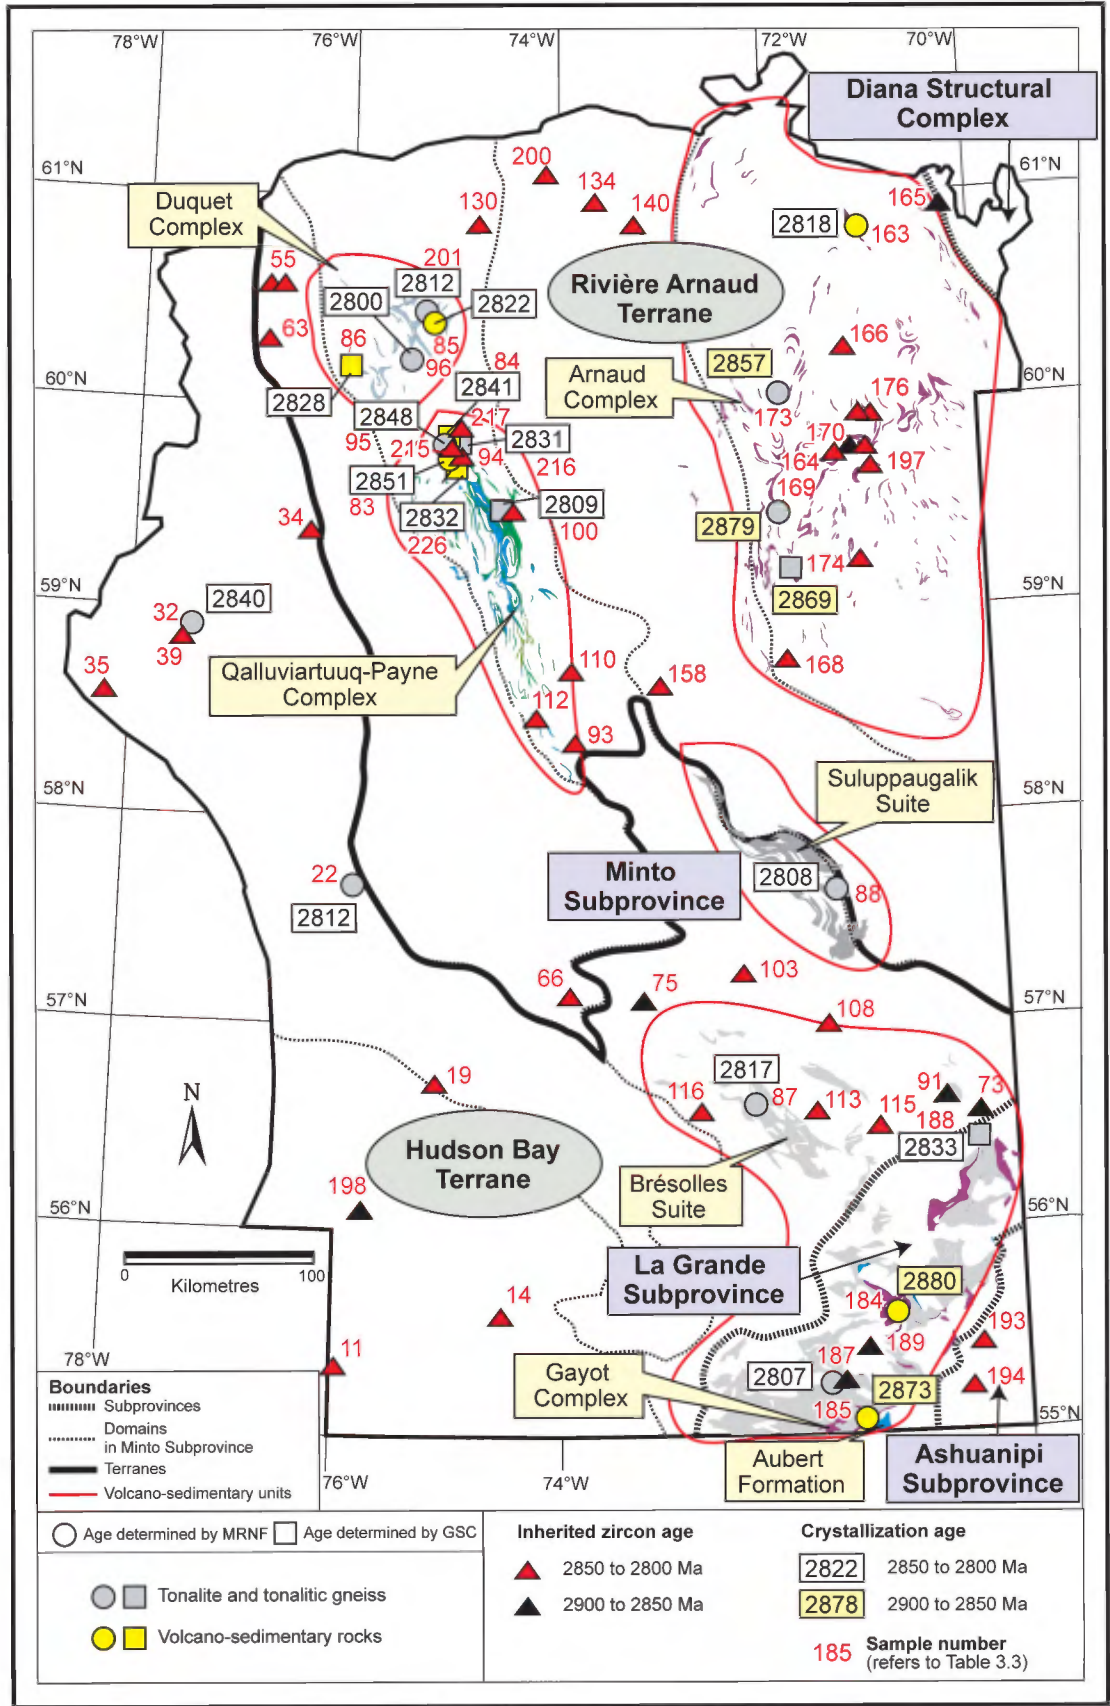 78°W
76°W
74°W
72°W
70°W
Diana Structural
Complex
61°N
61°N
200
134
130
140
165
Duquet
Complex
2818
163
55
201
2812
2800
2822
Rivière Arnaud
Terrane
63
86
85
96
84
166
60°N
60°N
2857
Arnaud
Complex
2828
2841
173
176
2848
217
95
215
2831
170
94
164
197
2851
216
83
2832
2809
169
226
100
34
2879
174
59°N
59°N
2869
2840
32
39
35
Qalluviartuuq-Payne
Complex
110
158
168
112
93
58°N
58°N
Suluppaugalik
Suite
Minto
Subprovince
2808
88
22
2812
103
66
75
57°N
57°N
108
19
2817
91
73
116
87
113
115
188
2833
N
Hudson Bay
Terrane
Brésolles
Suite
198
56°N
56°N
0
100
Kilometres
La Grande
Subprovince
2880
14
184
193
189
11
187
78°W
Gayot
Complex
2807
2873
194
185
55°N
Aubert
Formation
Ashuanipi
Subprovince
76°W
74°W
Boundaries
Subprovinces
Domains
in Minto Subprovince
Terranes
Volcano-sedimentary units
Age determined by MRNF
Age determined by GSC
Tonalite and tonalitic gneiss
Volcano-sedimentary rocks
Inherited zircon age
2850 to 2800 Ma
2900 to 2850 Ma
Crystallization age
2822 2850 to 2800 Ma
2878 2900 to 2850 Ma
185 Sample number
(refers to Table 3.3)